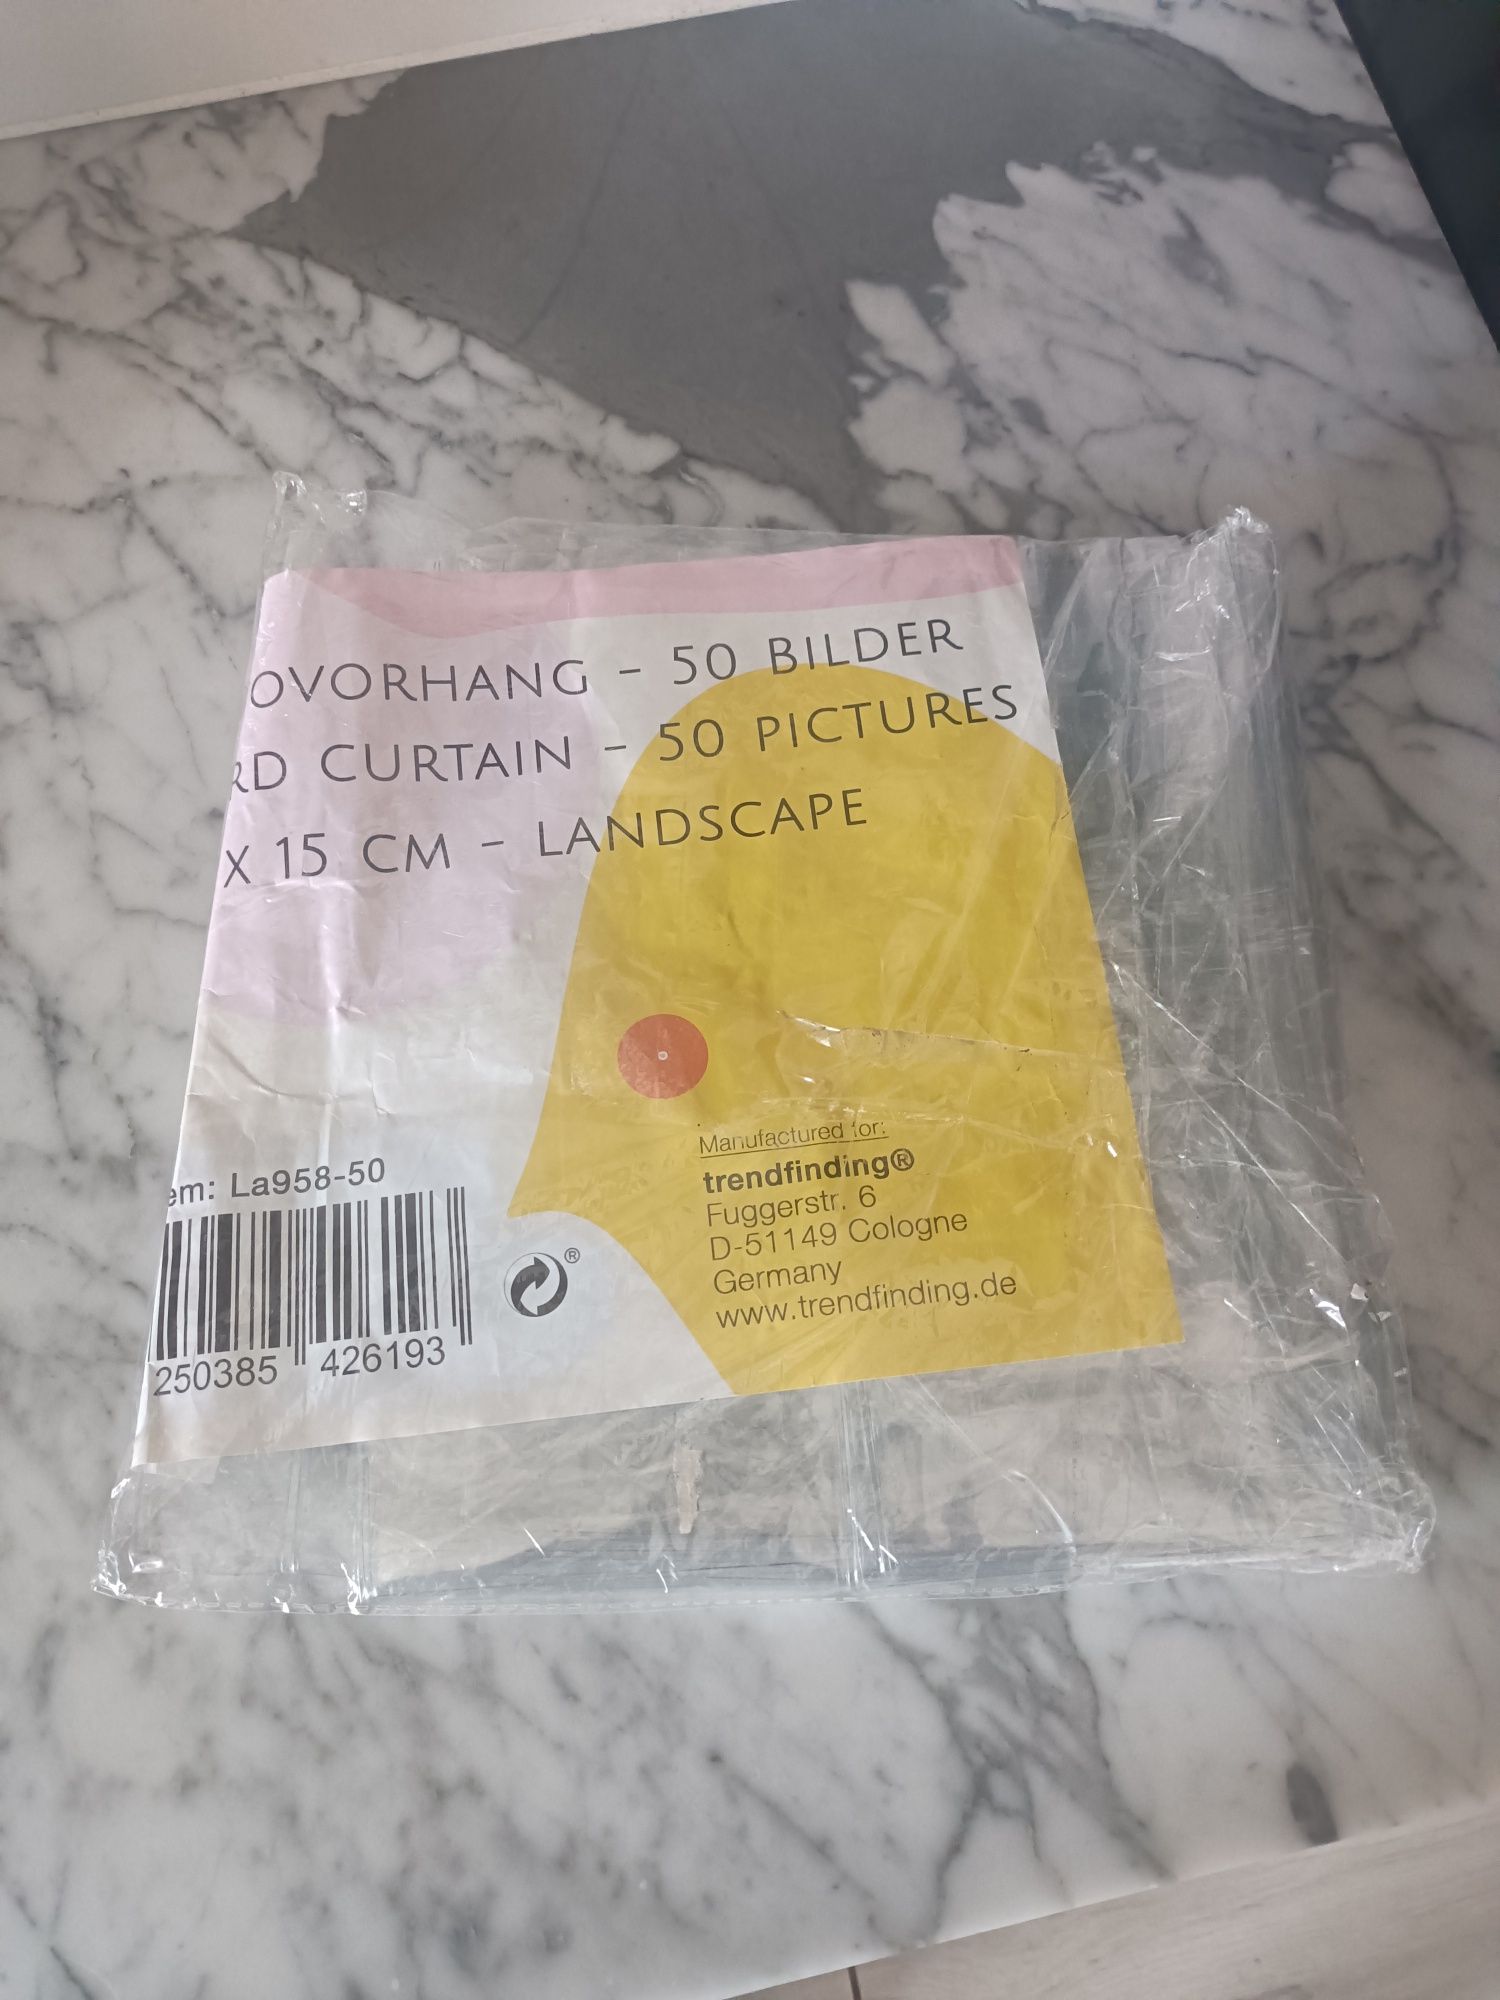 OVORHANG - 50 BILDER
RD CURTAIN - 50 PICTURES
X 15 CM - LANDSCAPE
em: La958-50
250385 426193
®
Manufactured for:
trendfinding®
Fuggerstr. 6
D-51149 Cologne
Germany
www.trendfinding.de